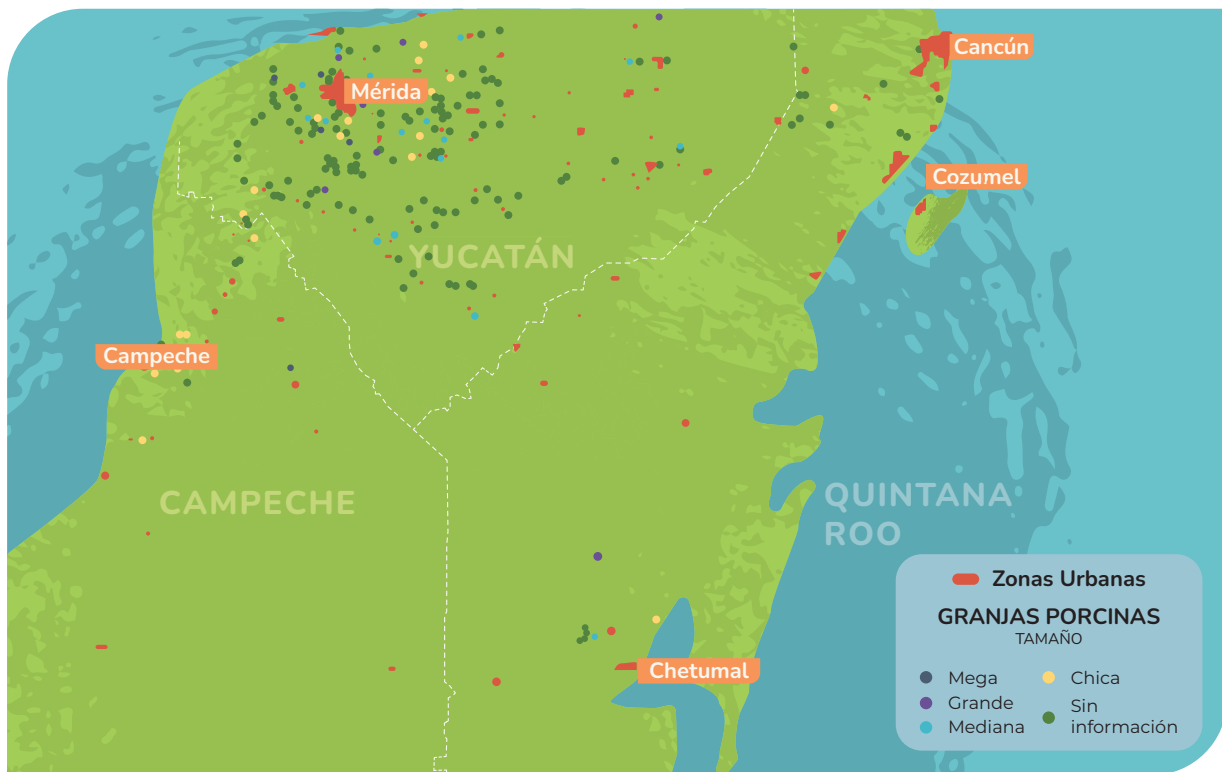 Cancún
Mérida
Cozumel
YUCATÁN
Campeche
CAMPECHE
QUINTANA
ROO
Chetumal
Zonas Urbanas
GRANJAS PORCINAS
TAMAÑO
Mega
Grande
Mediana
Chica
Sin
información